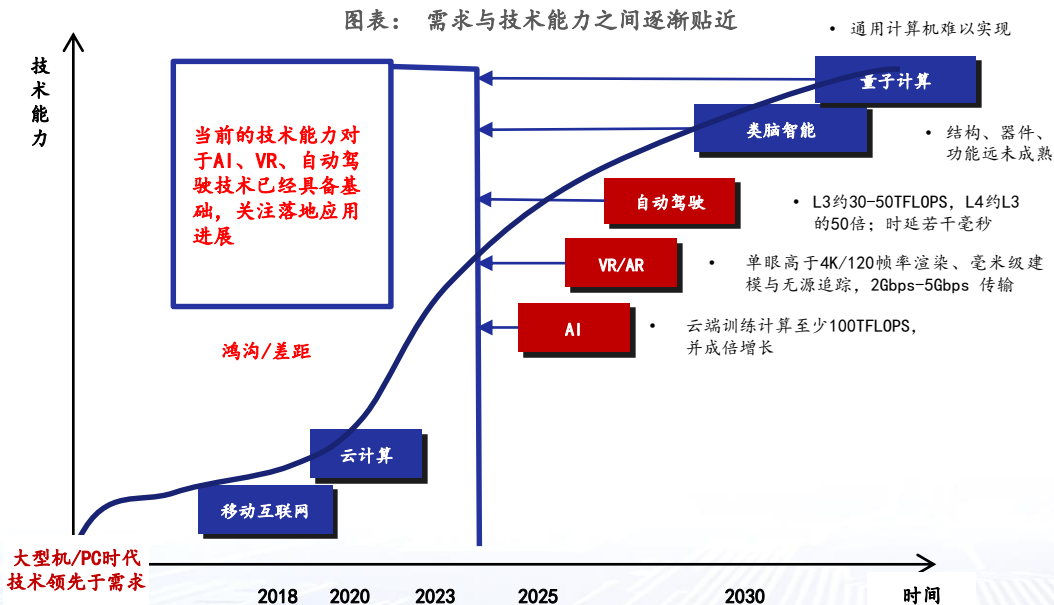 图表： 需求与技术能力之间逐渐贴近
• 通用计算机难以实现
技术能力
量子计算
当前的技术能力对
于AI、VR、自动驾
驶技术已经具备基
础，关注落地应用
进展
类脑智能
• 结构、器件、
功能远未成熟
自动驾驶
• L3约30-50TFLOPS，L4约L3
的50倍；时延若干毫秒
VR/AR
• 单眼高于4K/120帧率渲染、毫米级建
模与无源追踪，2Gbps-5Gbps 传输
AI
• 云端训练计算至少100TFLOPS，
并成倍增长
鸿沟/差距
云计算
移动互联网
大型机/PC时代
技术领先于需求
2018 2020 2023 2025 2030 时间